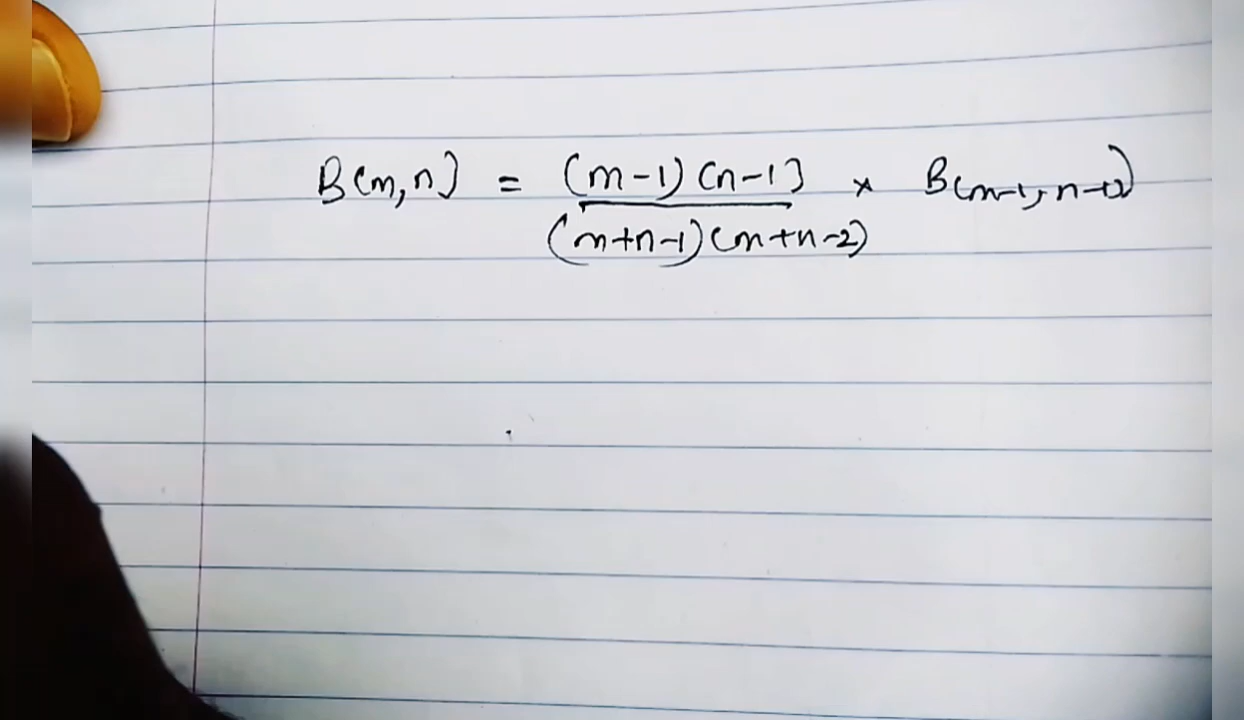 B(m,n) = (m-1)(n-1) × B(m-1, n-1)
(m+n-1)(m+n-2)